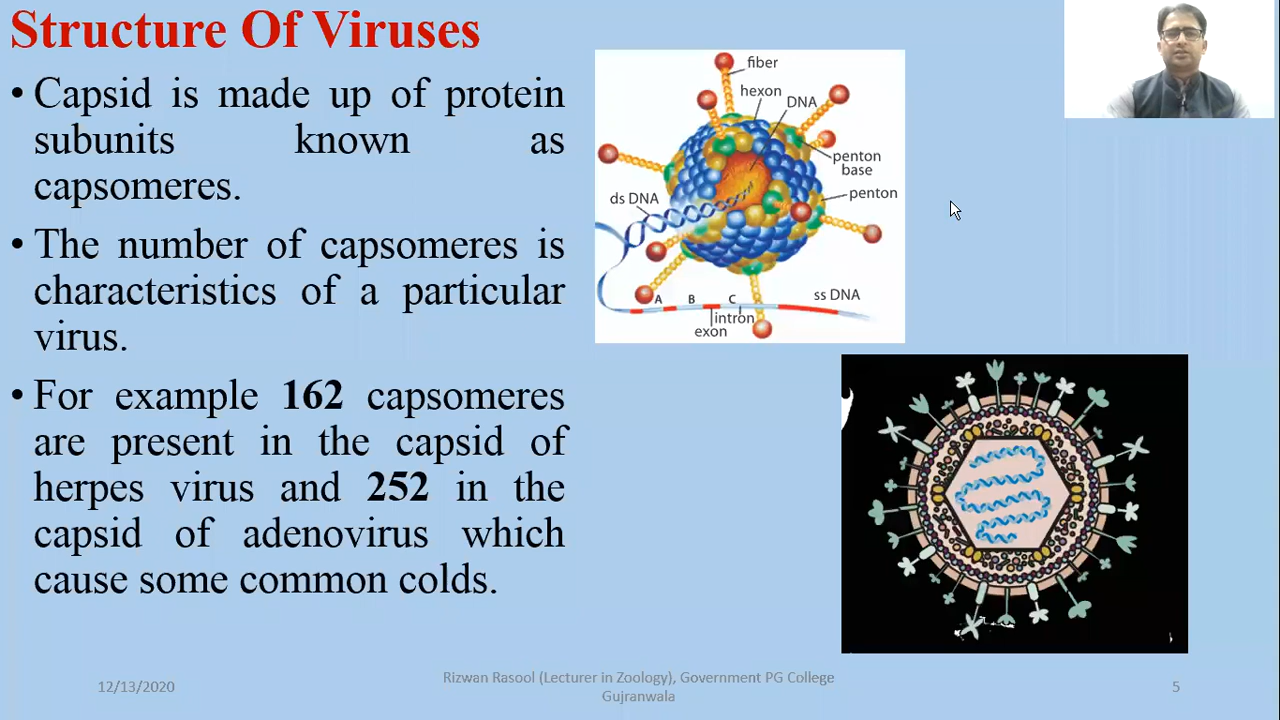 Structure Of Viruses
• Capsid is made up of protein
subunits known as
capsomeres.
• The number of capsomeres is
characteristics of a particular
virus.
• For example 162 capsomeres
are present in the capsid of
herpes virus and 252 in the
capsid of adenovirus which
cause some common colds.
fiber
hexon
DNA
penton
base
penton
ds DNA
A B C
ss DNA
intron
exon
12/13/2020
Rizwan Rasool (Lecturer in Zoology), Government PG College
Gujranwala
5